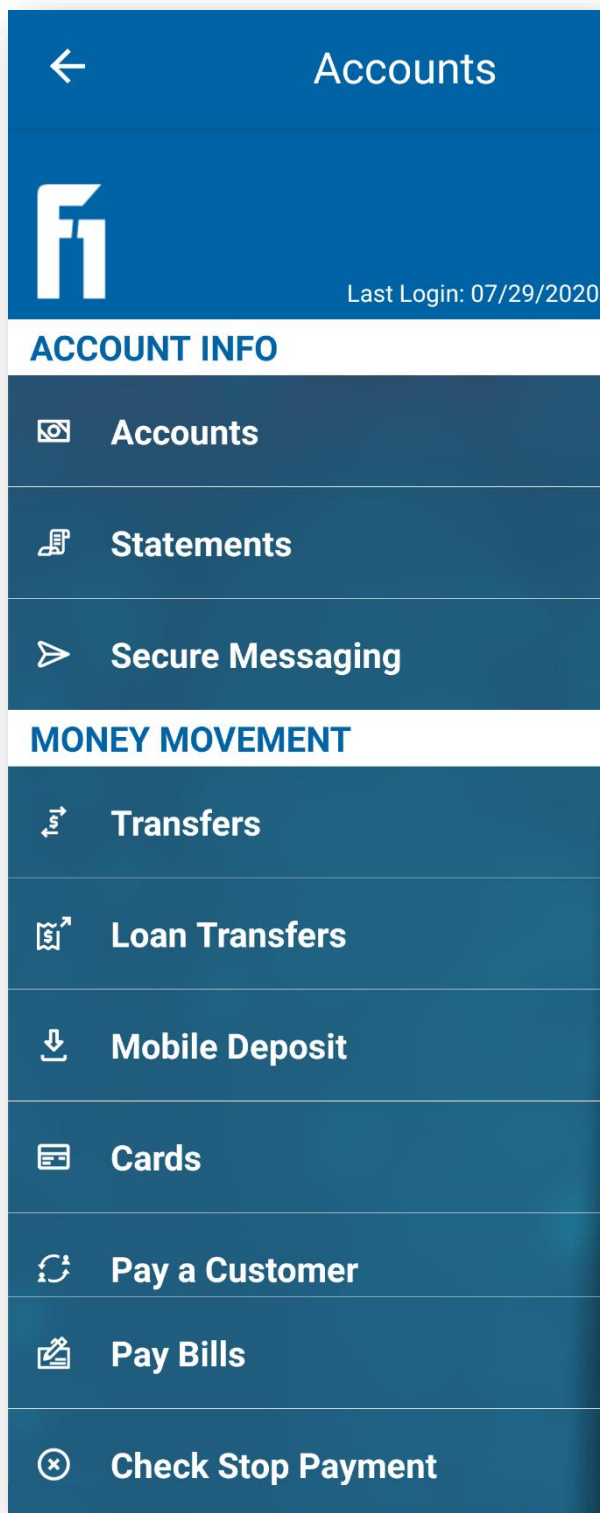 Accounts
F1
Last Login: 07/29/2020
ACCOUNT INFO
Accounts
Statements
Secure Messaging
MONEY MOVEMENT
Transfers
Loan Transfers
Mobile Deposit
Cards
Pay a Customer
Pay Bills
Check Stop Payment